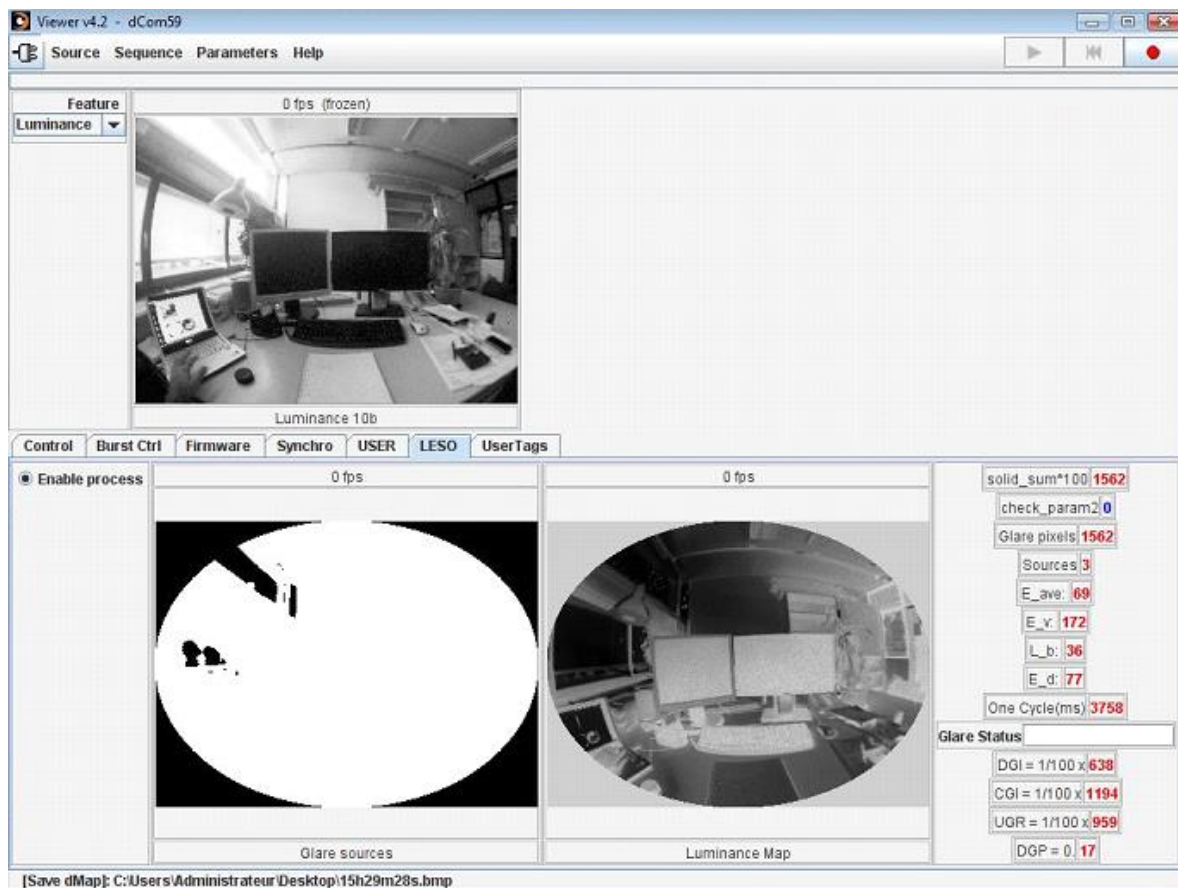 Viewer v4.2 - dCom59
Source Sequence Parameters Help
Feature
Luminance
0 fps (frozen)
Luminance 10b
Control Burst Ctrl Firmware Synchro USER LESO UserTags
Enable process
0 fps
Glare sources
0 fps
Luminance Map
solid_sum*100 1562
check_param2 0
Glare pixels 1562
Sources 3
E_ave: 69
E_v: 172
L_b: 36
E_d: 77
One Cycle(ms) 3758
Glare Status
DGI = 1/100 x 638
CGI = 1/100 x 1194
UGR = 1/100 x 959
DGP = 0. 17
[Save dMap]: C:\Users\Administrateur\Desktop\15h29m28s.bmp